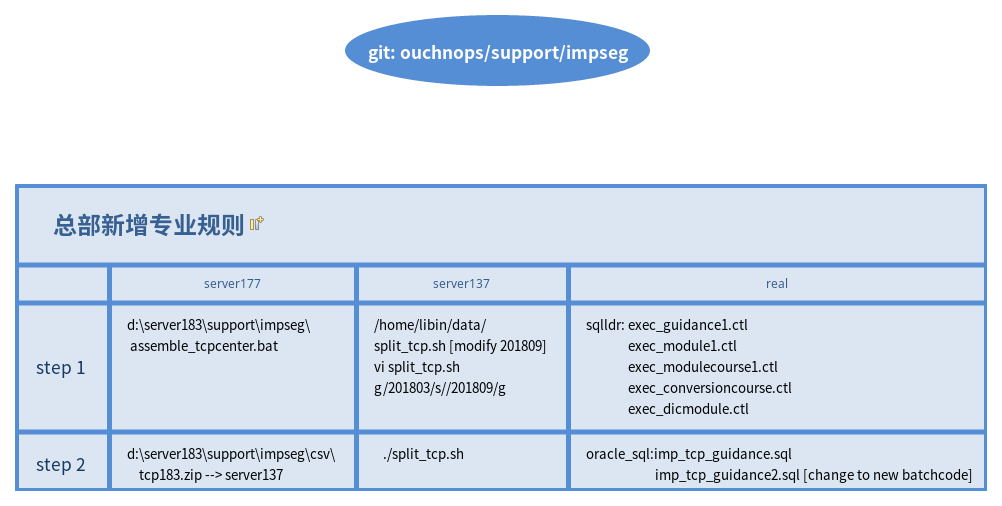 git: ouchnops/support/impseg
总部新增专业规则
server177
server137
real
step 1
d:\server183\support\impseg\
assemble_tcpcenter.bat
/home/libin/data/
split_tcp.sh [modify 201809]
vi split_tcp.sh
g/201803/s//201809/g
sqlldr: exec_guidance1.ctl
exec_module1.ctl
exec_modulecourse1.ctl
exec_conversioncourse.ctl
exec_dicmodule.ctl
step 2
d:\server183\support\impseg\csv\
tcp183.zip --> server137
./split_tcp.sh
oracle_sql:imp_tcp_guidance.sql
imp_tcp_guidance2.sql [change to new batchcode]